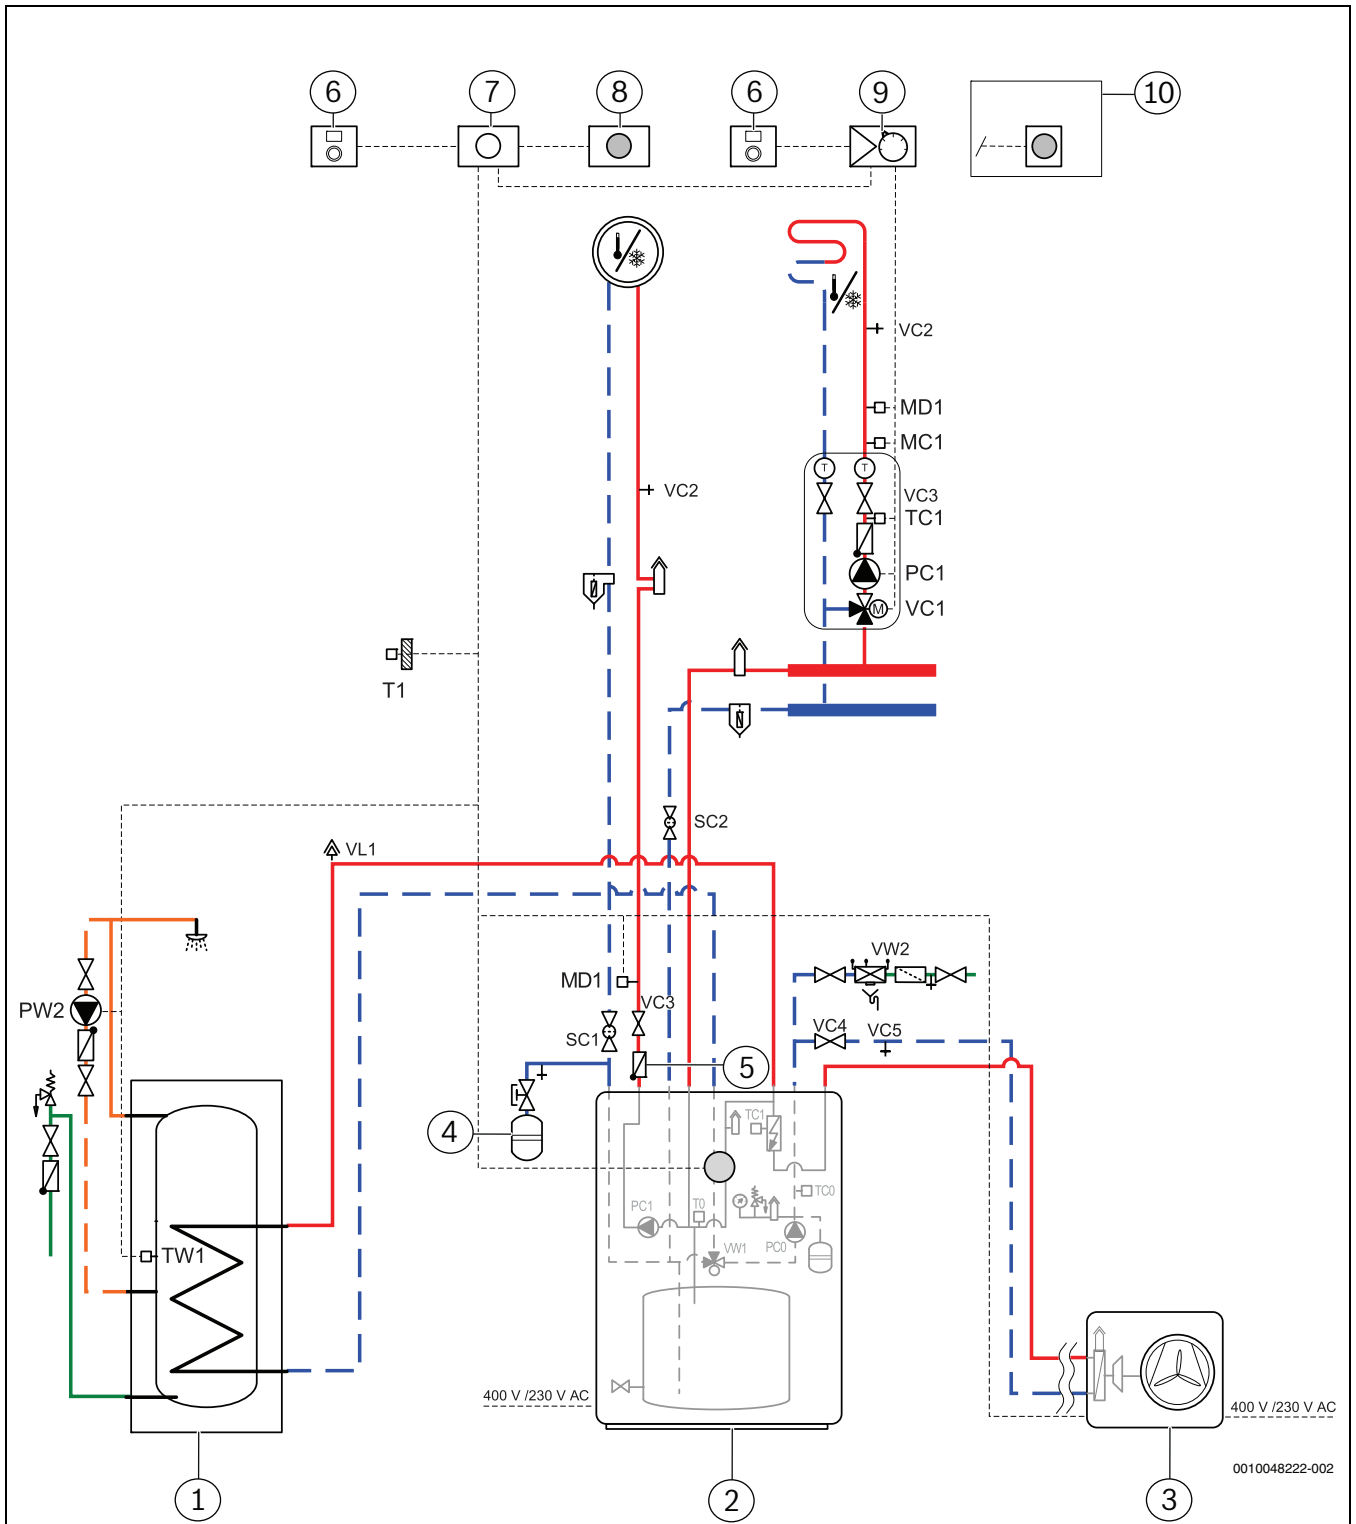 6
7
8
6
9
10
VC2
MD1
MC1
T
T
VC2
VC3
TC1
PC1
M
VC1
T1
SC2
VL1
VW2
PW2
MD1
VC3
VC4
VC5
SC1
5
4
TC1
TC0
PC1
T0
VW1
PC0
TW1
400 V /230 V AC
400 V /230 V AC
0010048222-002
1
2
3